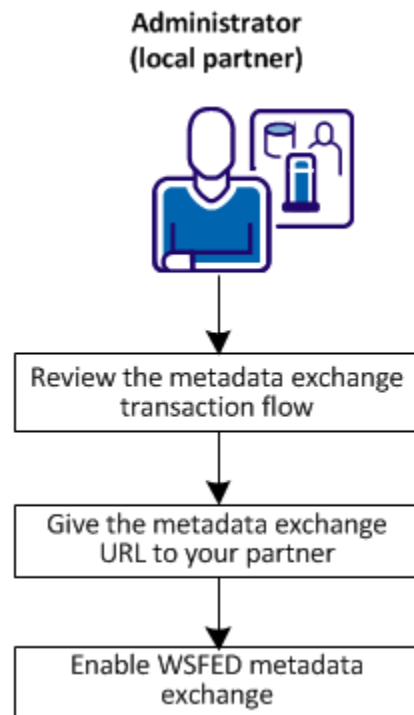 Administrator
(local partner)
Review the metadata exchange
transaction flow
Give the metadata exchange
URL to your partner
Enable WSFED metadata
exchange